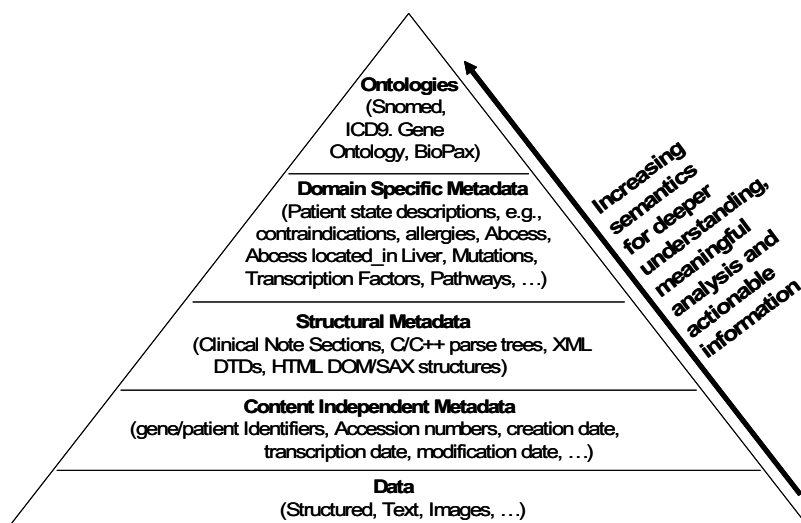 Ontologies
(Snomed,
ICD9. Gene
Ontology, BioPax)
Domain Specific Metadata
(Patient state descriptions, e.g.,
contraindications, allergies, Abcess,
Abcess located_in Liver, Mutations,
Transcription Factors, Pathways, …)
Structural Metadata
(Clinical Note Sections, C/C++ parse trees, XML
DTDs, HTML DOM/SAX structures)
Content Independent Metadata
(gene/patient Identifiers, Accession numbers, creation date,
transcription date, modification date, …)
Data
(Structured, Text, Images, …)
Increasing
semantics
for deeper
understanding,
meaningful
analysis and
actionable
information